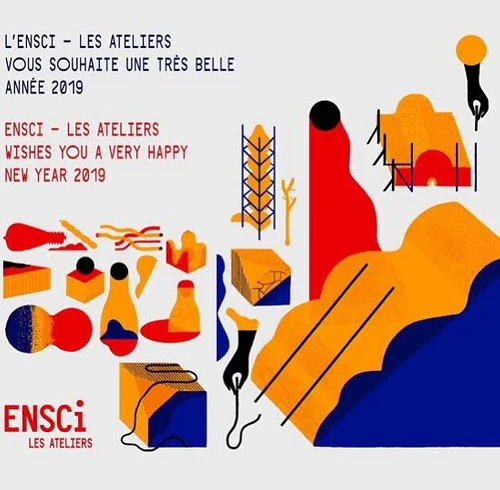 L'ENSCI – LES ATELIERS
VOUS SOUHAITE UNE TRÈS BELLE
ANNÉE 2019
ENSCI – LES ATELIERS
WISHES YOU A VERY HAPPY
NEW YEAR 2019
ENSCi
LES ATELIERS